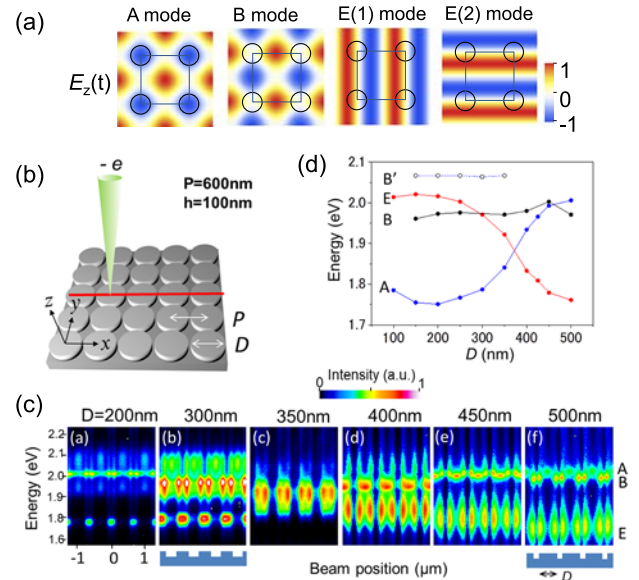 (a)
A mode
B mode
E(1) mode
E(2) mode
E_z(t)
1
0
-1
(b)
- e
P=600nm
h=100nm
z
y
x
P
D
(d)
2.1
2.0
1.9
1.8
1.7
Energy (eV)
B'
E
B
A
100
200
300
400
500
D (nm)
Intensity (a.u.)
0
1
(c)
D=200nm
300nm
350nm
400nm
450nm
500nm
(a)
(b)
(c)
(d)
(e)
(f)
Energy (eV)
2.2
2.1
2.0
1.9
1.8
1.7
1.6
A
B
E
-1
0
1
Beam position (μm)
D